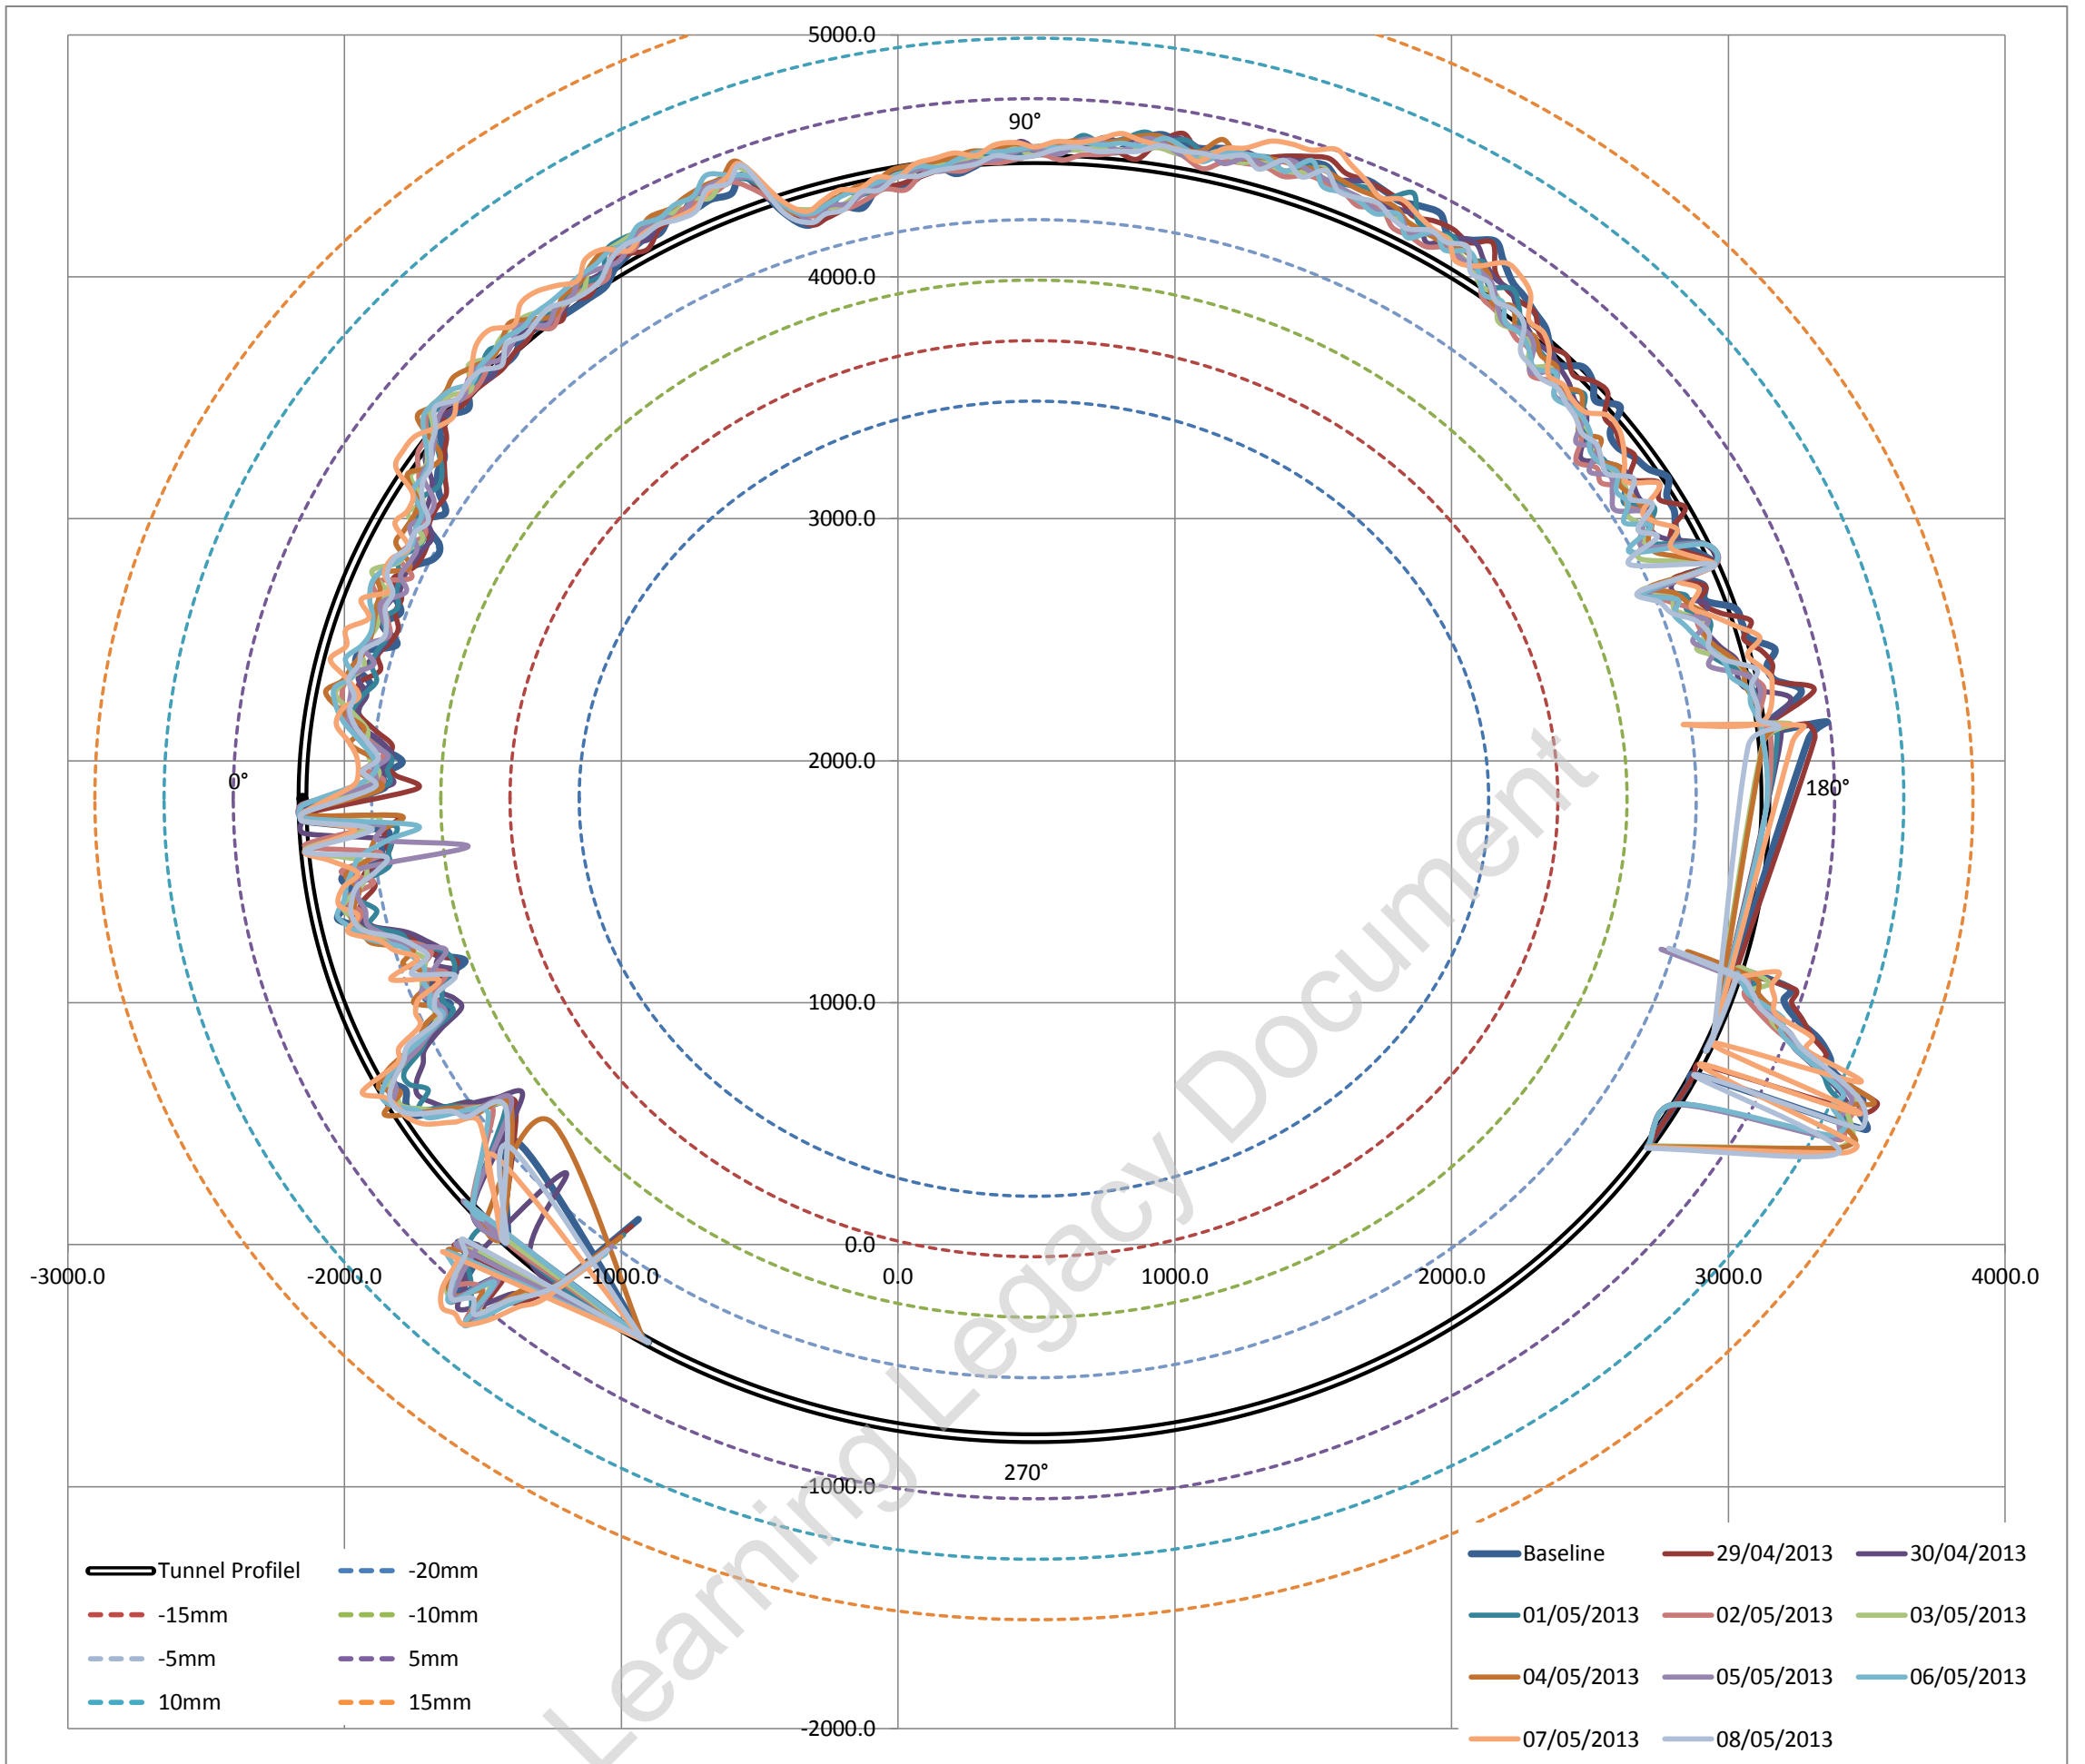 5000.0
90°
4000.0
3000.0
2000.0
0°
180°
1000.0
0.0
-3000.0 -2000.0 -1000.0 0.0 1000.0 2000.0 3000.0 4000.0
270°
-1000.0
-2000.0
Tunnel Profilel -20mm
-15mm -10mm
-5mm 5mm
10mm 15mm
Baseline 29/04/2013 30/04/2013
01/05/2013 02/05/2013 03/05/2013
04/05/2013 05/05/2013 06/05/2013
07/05/2013 08/05/2013
Learning Legacy Document